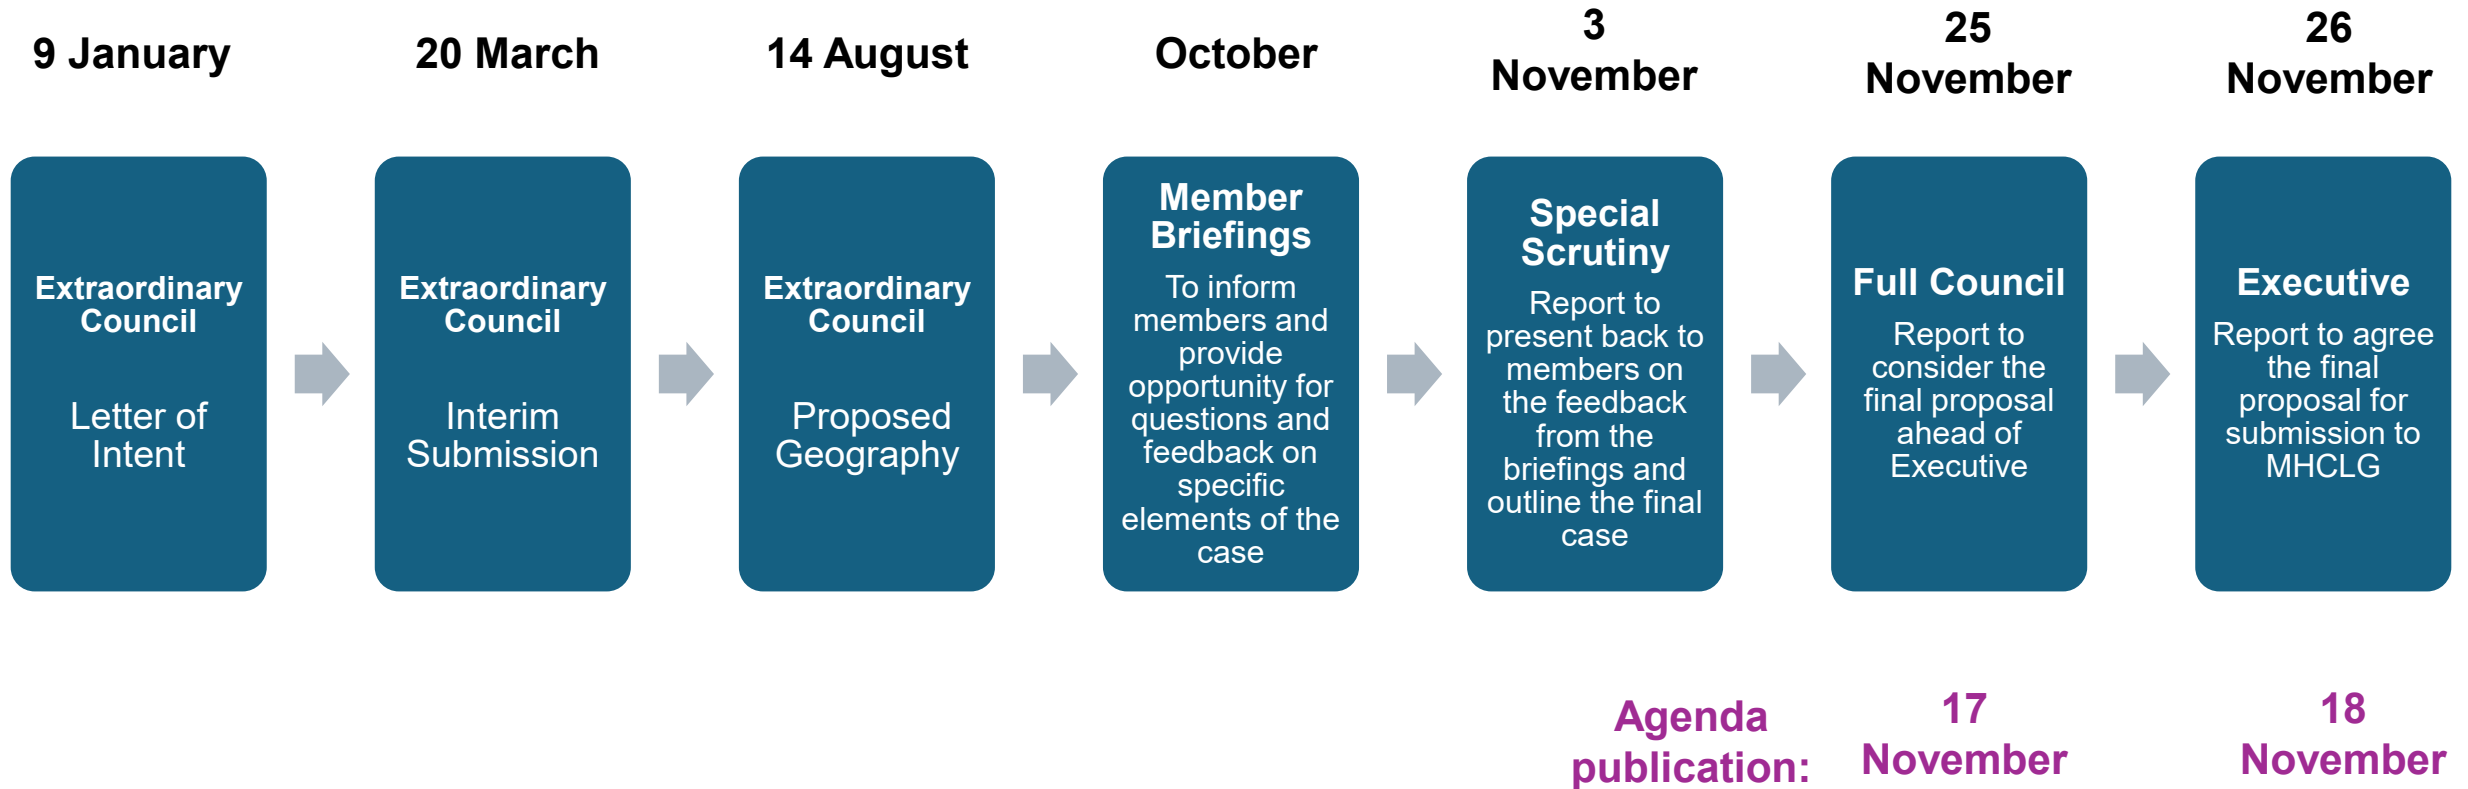 9 January
20 March
14 August
October
3
November
25
November
26
November
Extraordinary
Council
Letter of
Intent
Extraordinary
Council
Interim
Submission
Extraordinary
Council
Proposed
Geography
Member
Briefings
To inform
members and
provide
opportunity for
questions and
feedback on
specific
elements of the
case
Special
Scrutiny
Report to
present back to
members on
the feedback
from the
briefings and
outline the final
case
Full Council
Report to
consider the
final proposal
ahead of
Executive
Executive
Report to agree
the final
proposal for
submission to
MHCLG
Agenda
publication:
17
November
18
November